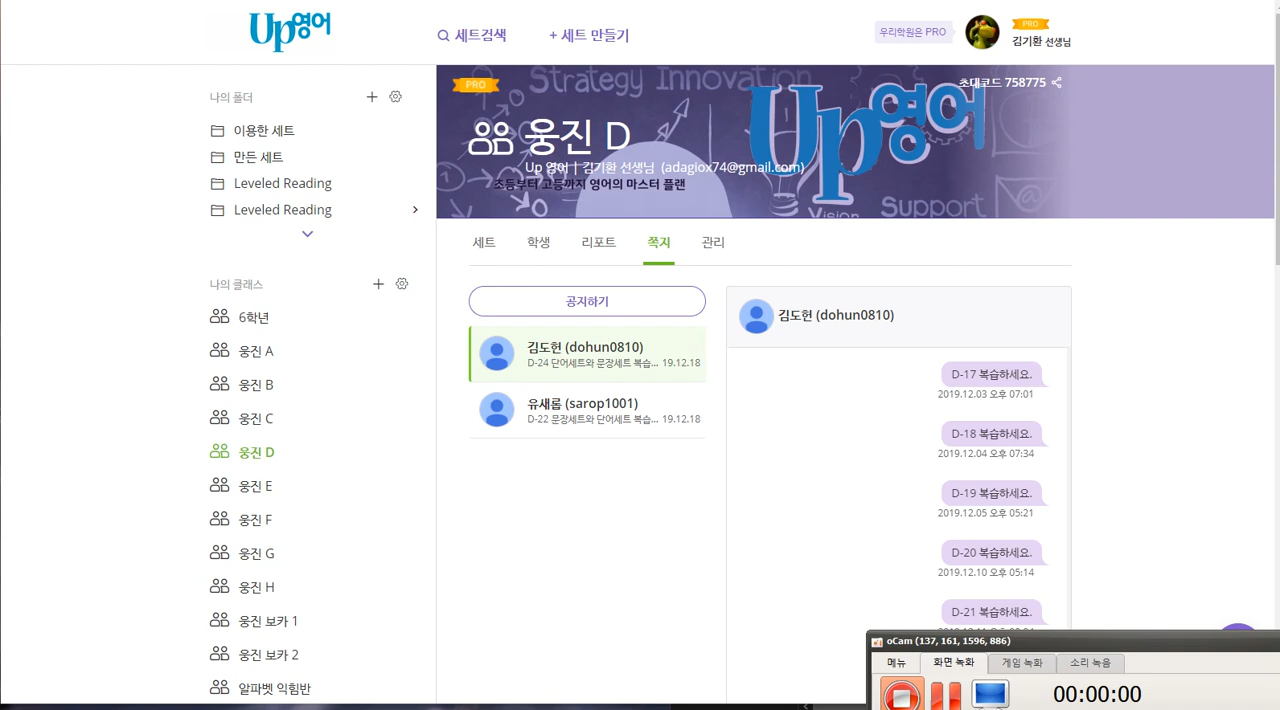 Up영어
세트검색
+ 세트 만들기
우리학원은 PRO
PRO
김기환 선생님
나의 폴더
이용한 세트
만든 세트
Leveled Reading
Leveled Reading
나의 클래스
6학년
웅진 A
웅진 B
웅진 C
웅진 D
웅진 E
웅진 F
웅진 G
웅진 H
웅진 보카 1
웅진 보카 2
알파벳 익힘반
PRO
Strategy Innovation
초대코드 758775
웅진 D
Up영어
Up 영어 | 김기환 선생님 (adagiox74@gmail.com)
초등부터 고등까지 영어의 마스터 플랜
Vision
Support
세트 학생 리포트 쪽지 관리
공지하기
김도현 (dohun0810)
D-24 단어세트와 문장세트 복습... 19.12.18
유새롬 (sarop1001)
D-22 문장세트와 단어세트 복습... 19.12.18
김도현 (dohun0810)
D-17 복습하세요.
2019.12.03 오후 07:01
D-18 복습하세요.
2019.12.04 오후 07:34
D-19 복습하세요.
2019.12.05 오후 05:21
D-20 복습하세요.
2019.12.10 오후 05:14
D-21 복습하세요.
oCam (137, 161, 1596, 886)
메뉴 화면 녹화 게임 녹화 소리 녹음
00:00:00